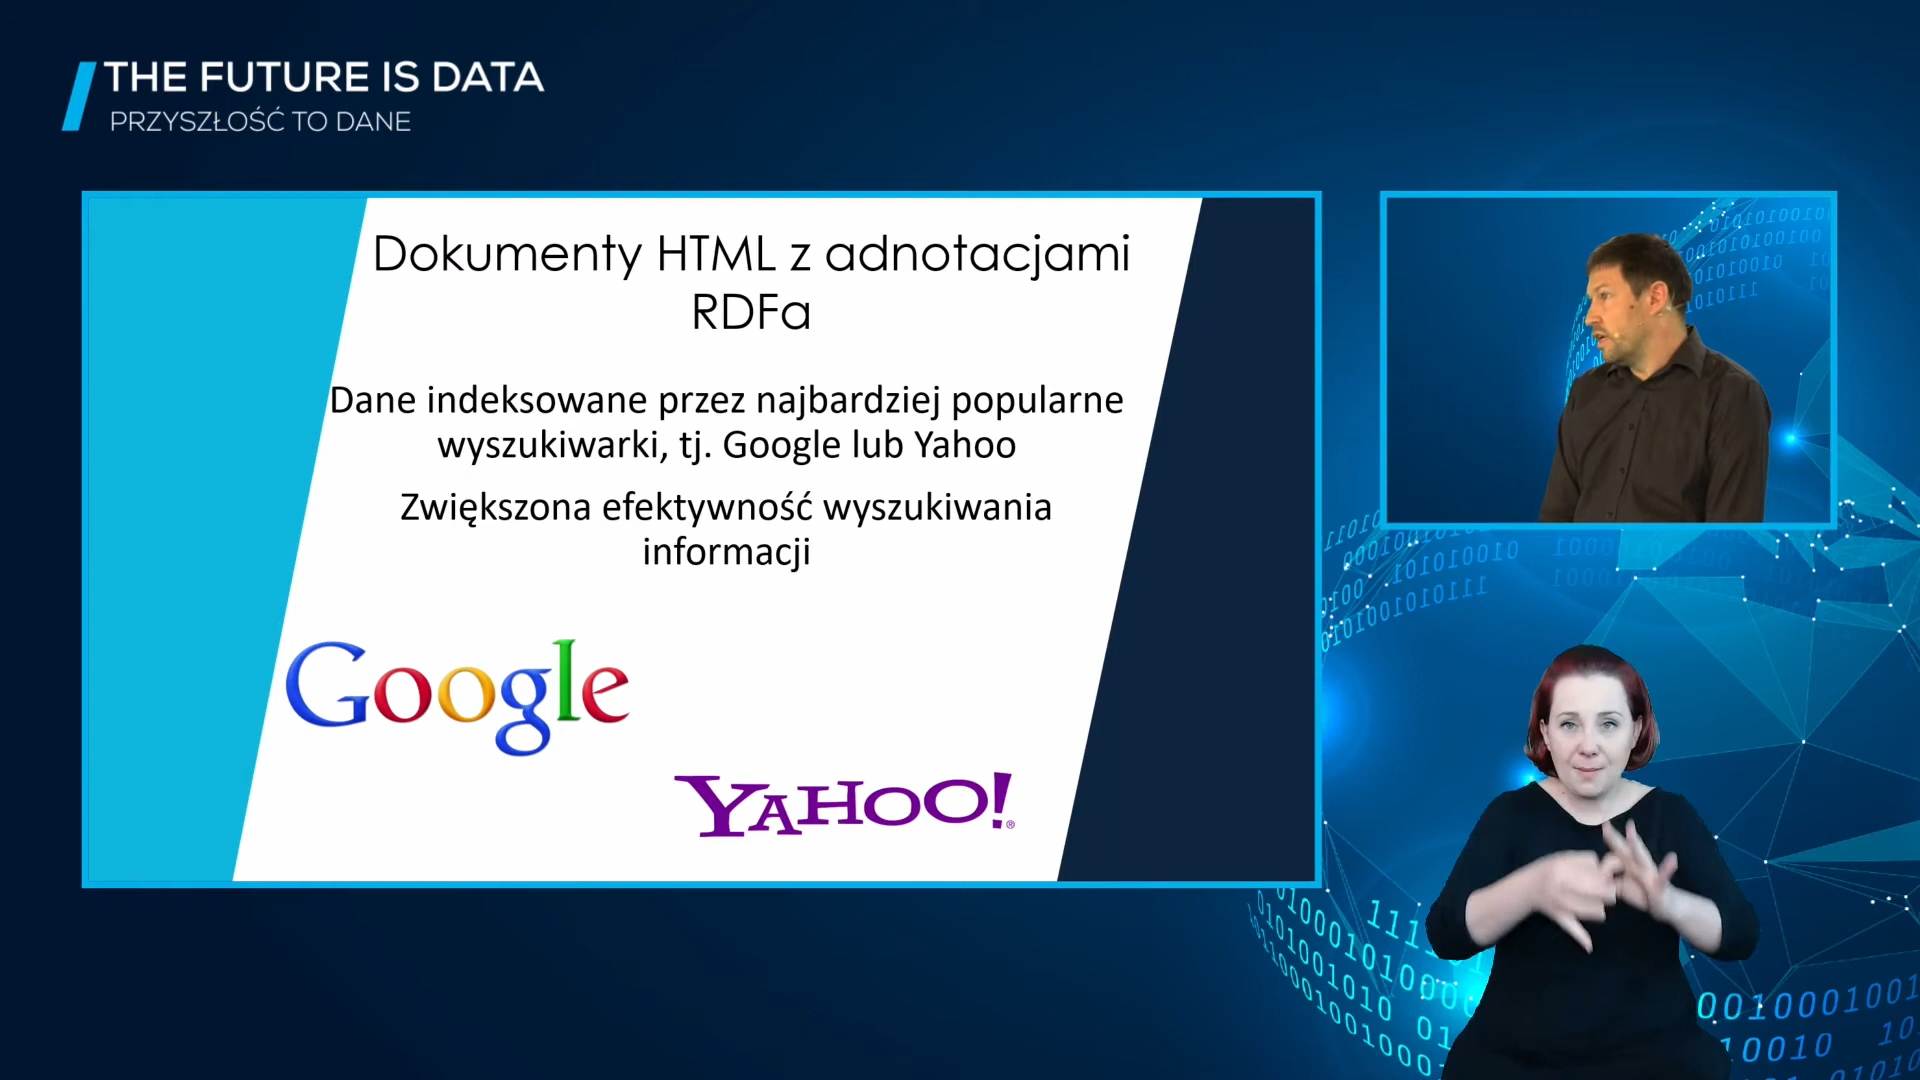 THE FUTURE IS DATA
PRZYSZŁOŚĆ TO DANE
Dokumenty HTML z adnotacjami
RDFa
Dane indeksowane przez najbardziej popularne
wyszukiwarki, tj. Google lub Yahoo
Zwiększona efektywność wyszukiwania
informacji
Google
YAHOO!®